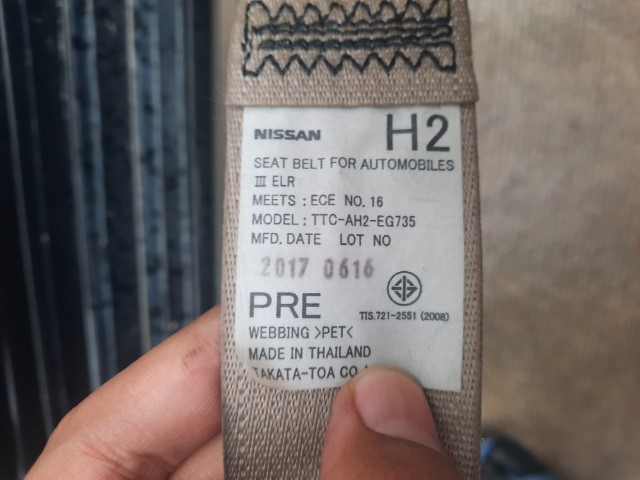 NISSAN H2
SEAT BELT FOR AUTOMOBILES
III ELR
MEETS : ECE NO. 16
MODEL : TTC-AH2-EG735
MFD. DATE LOT NO
2017 0616
PRE
TIS.721-2551 (2008)
WEBBING >PET<
MADE IN THAILAND
TAKATA-TOA CO